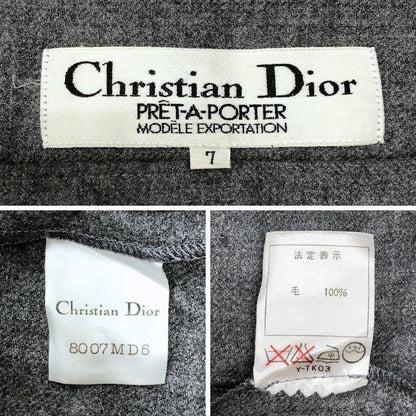 Christian Dior
PRÊT-A-PORTER
MODÈLE EXPORTATION
7
Christian Dior
8007MD6
法定表示
毛 100%
Y-TK03